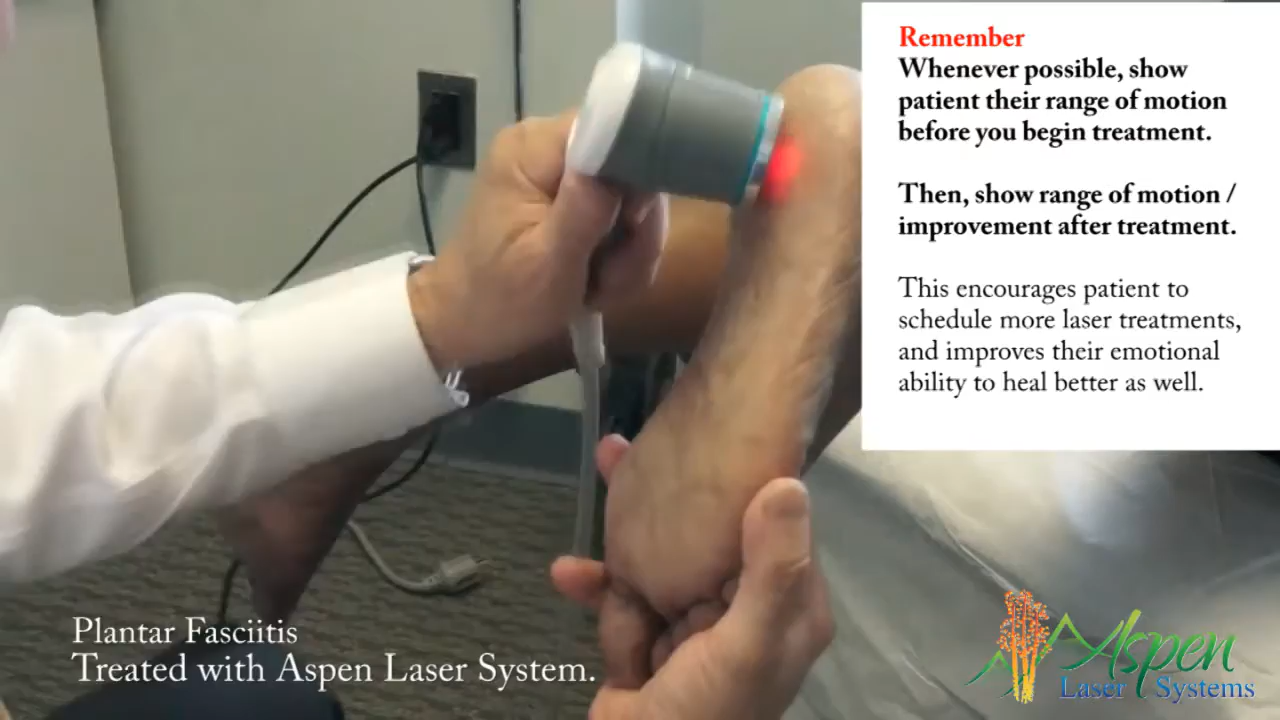 Remember
Whenever possible, show
patient their range of motion
before you begin treatment.
Then, show range of motion /
improvement after treatment.
This encourages patient to
schedule more laser treatments,
and improves their emotional
ability to heal better as well.
Plantar Fasciitis
Treated with Aspen Laser System.
Aspen
Laser Systems